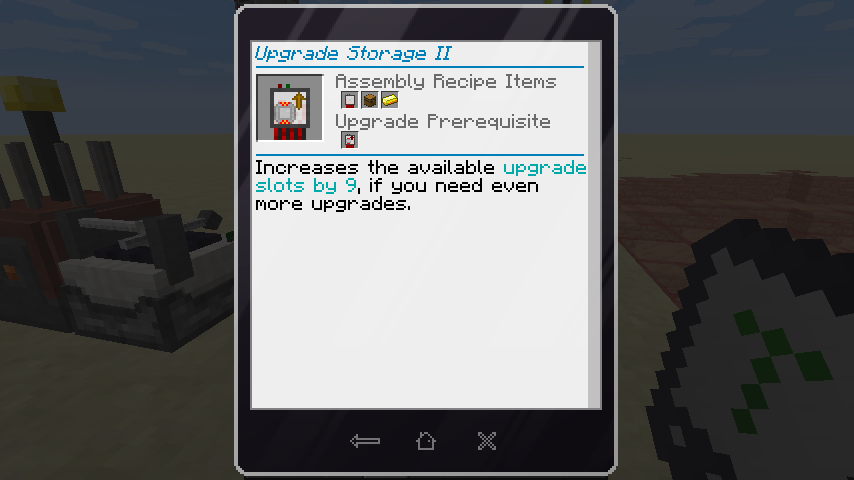 Upgrade Storage II
Assembly Recipe Items
Upgrade Prerequisite
Increases the available upgrade
slots by 9, if you need even
more upgrades.